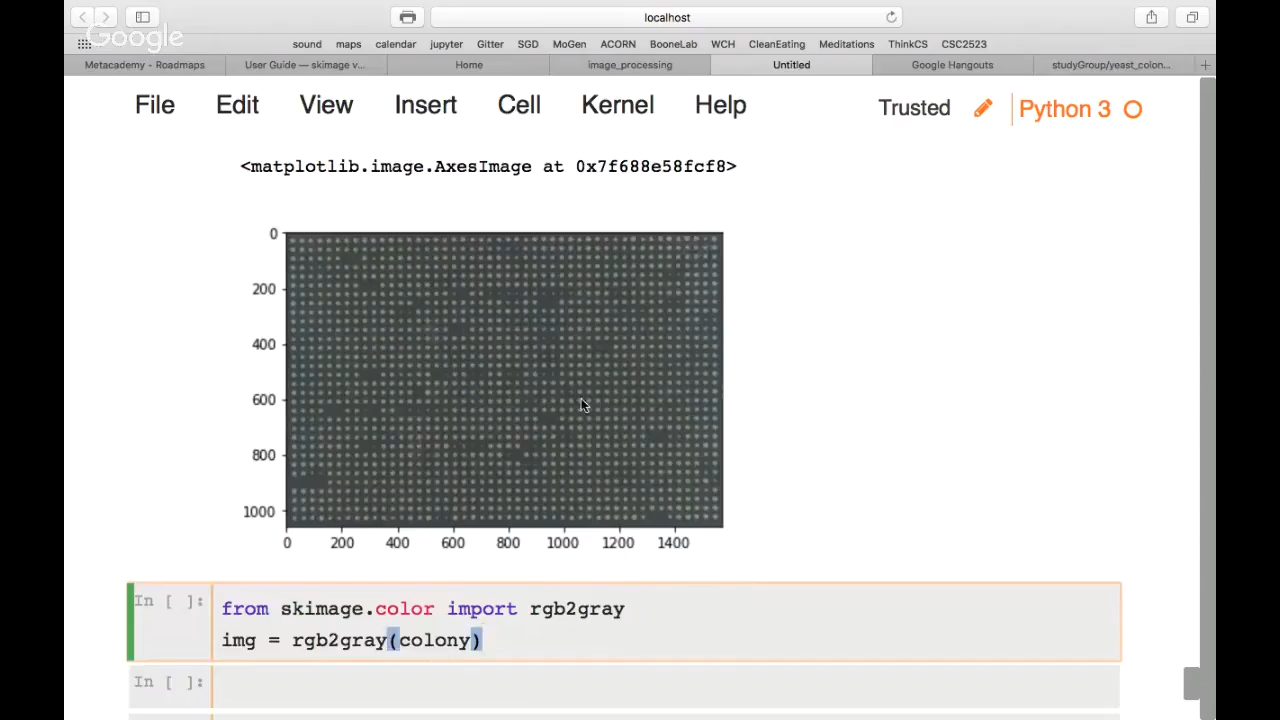 localhost
Google
sound maps calendar jupyter Gitter SGD MoGen ACORN BooneLab WCH CleanEating Meditations ThinkCS CSC2523
Metacademy - Roadmaps User Guide — skimage v... Home image_processing Untitled Google Hangouts studyGroup/yeast_colon...
File Edit View Insert Cell Kernel Help Trusted Python 3
<matplotlib.image.AxesImage at 0x7f688e58fcf8>
0
200
400
600
800
1000
0 200 400 600 800 1000 1200 1400
In [ ]: from skimage.color import rgb2gray
img = rgb2gray(colony)
In [ ]: